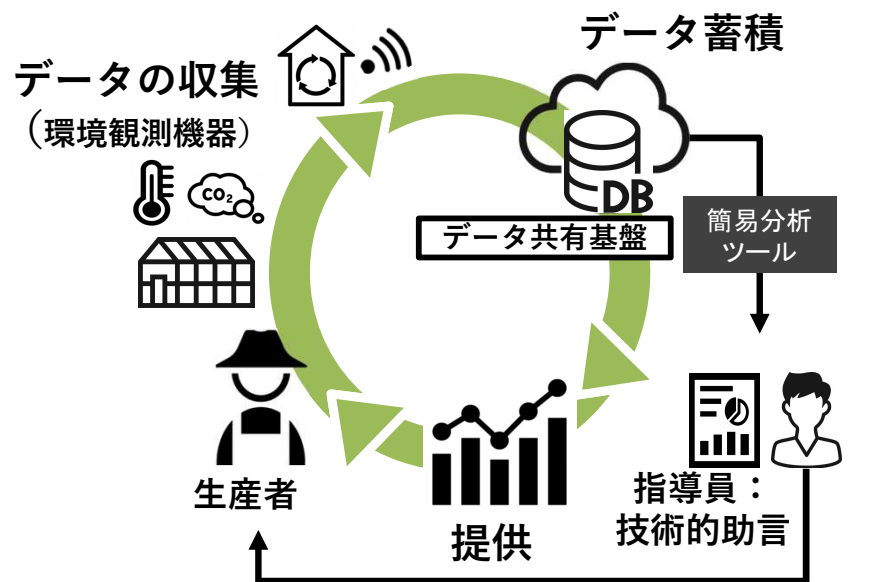 データ蓄積
データの収集
（環境観測機器）
CO2
DB
データ共有基盤
簡易分析
ツール
生産者
提供
指導員：
技術的助言